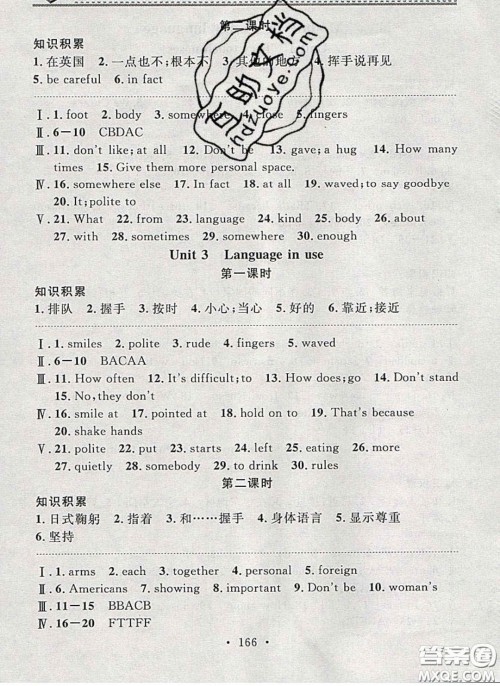 第二课时
知识积累
1. 在英国 2. 一点也不;根本不 3. 其他的地方 4. 挥手说再见
5. be careful 6. in fact
Ⅰ. 1. foot 2. body 3. somewhere 4. close 5. fingers
Ⅱ. 6-10 CBDAC
Ⅲ. 11. don't like; at all 12. Don't be 13. gave; a hug 14. How many
times 15. Give them more personal space.
Ⅳ. 16. somewhere else 17. In fact 18. at all 19. waved; to say goodbye
20. It; polite to
Ⅴ. 21. What 22. from 23. language 24. kind 25. body 26. about
27. with 28. sometimes 29. somewhere 30. enough
Unit 3 Language in use
第一课时
知识积累
1. 排队 2. 握手 3. 按时 4. 小心;当心 5. 好的 6. 靠近;接近
Ⅰ. 1. smiles 2. polite 3. rude 4. fingers 5. waved
Ⅱ. 6-10 BACAA
Ⅲ. 11. How often 12. It's difficult; to 13. How do; go 14. Don't stand
15. No, they don't
Ⅳ. 16. smile at 17. pointed at 18. hold on 19. That's because
20. shake hands
Ⅴ. 21. polite 22. put 23. starts 24. left 25. eating 26. more
27. quietly 28. somebody 29. to drink 30. rules
第二课时
知识积累
1. 日式鞠躬 2. 指着 3. 和……握手 4. 身体语言 5. 显示尊重
6. 坚持
Ⅰ. 1. arms 2. each 3. together 4. personal 5. foreign
Ⅱ. 6. Americans 7. showing 8. important 9. Don't be 10. woman's
Ⅲ. 11-15 BBACB
Ⅳ. 16-20 FTTFF
· 166 ·
答案圈
MXQE.COM